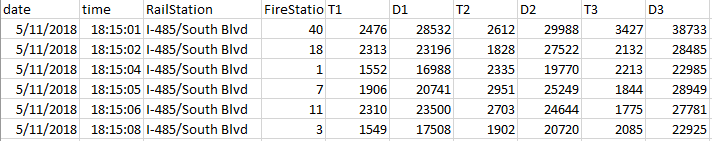 date time RailStation FireStatio T1 D1 T2 D2 T3 D3
5/11/2018 18:15:01 I-485/South Blvd 40 2476 28532 2612 29988 3427 38733
5/11/2018 18:15:02 I-485/South Blvd 18 2313 23196 1828 27522 2132 28485
5/11/2018 18:15:04 I-485/South Blvd 1 1552 16988 2335 19770 2213 22985
5/11/2018 18:15:05 I-485/South Blvd 7 1906 20741 2951 25249 1844 28949
5/11/2018 18:15:06 I-485/South Blvd 11 2310 23500 2703 24644 1775 27781
5/11/2018 18:15:08 I-485/South Blvd 3 1549 17508 1902 20720 2085 22925